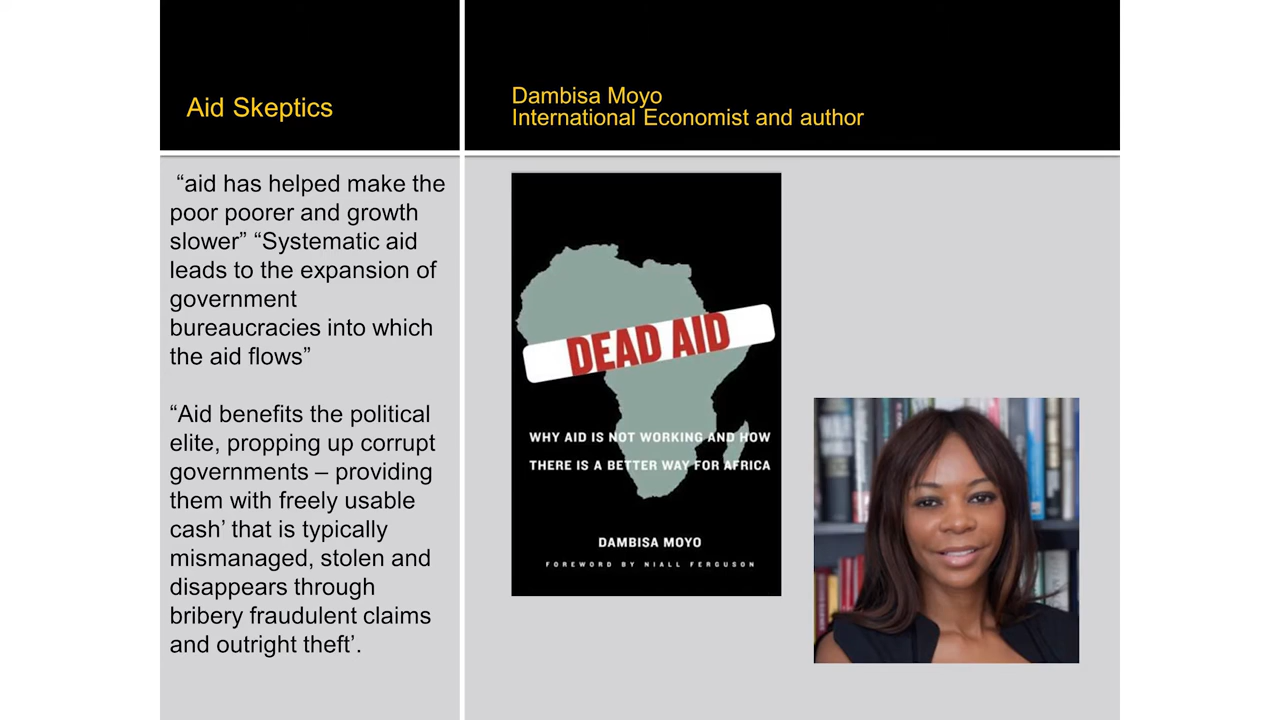 Aid Skeptics
Dambisa Moyo
International Economist and author
“aid has helped make the
poor poorer and growth
slower” “Systematic aid
leads to the expansion of
government
bureaucracies into which
the aid flows”
“Aid benefits the political
elite, propping up corrupt
governments – providing
them with freely usable
cash’ that is typically
mismanaged, stolen and
disappears through
bribery fraudulent claims
and outright theft’.
DEAD AID
WHY AID IS NOT WORKING AND HOW
THERE IS A BETTER WAY FOR AFRICA
DAMBISA MOYO
FOREWORD BY NIALL FERGUSON